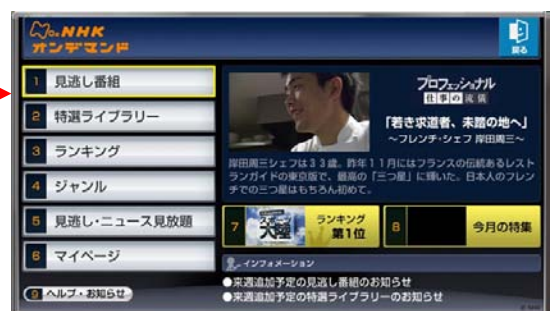 NHK
オンデマンド
戻る
1 見逃し番組
2 特選ライブラリー
3 ランキング
4 ジャンル
5 見逃し・ニュース見放題
6 マイページ
9 ヘルプ・お知らせ
プロフェッショナル
仕事の流儀
「若き求道者、未踏の地へ」
〜フレンチ・シェフ 岸田周三〜
岸田周三シェフは33歳。昨年11月にはフランスの伝統あるレスト
ランガイドの東京版で、最高の「三つ星」に輝いた。日本人のフレン
チでの三つ星はもちろん初めて。
7
大陸
ランキング
第1位
8 今月の特集
インフォメーション
●来週追加予定の見逃し番組のお知らせ
●来週追加予定の特選ライブラリーのお知らせ